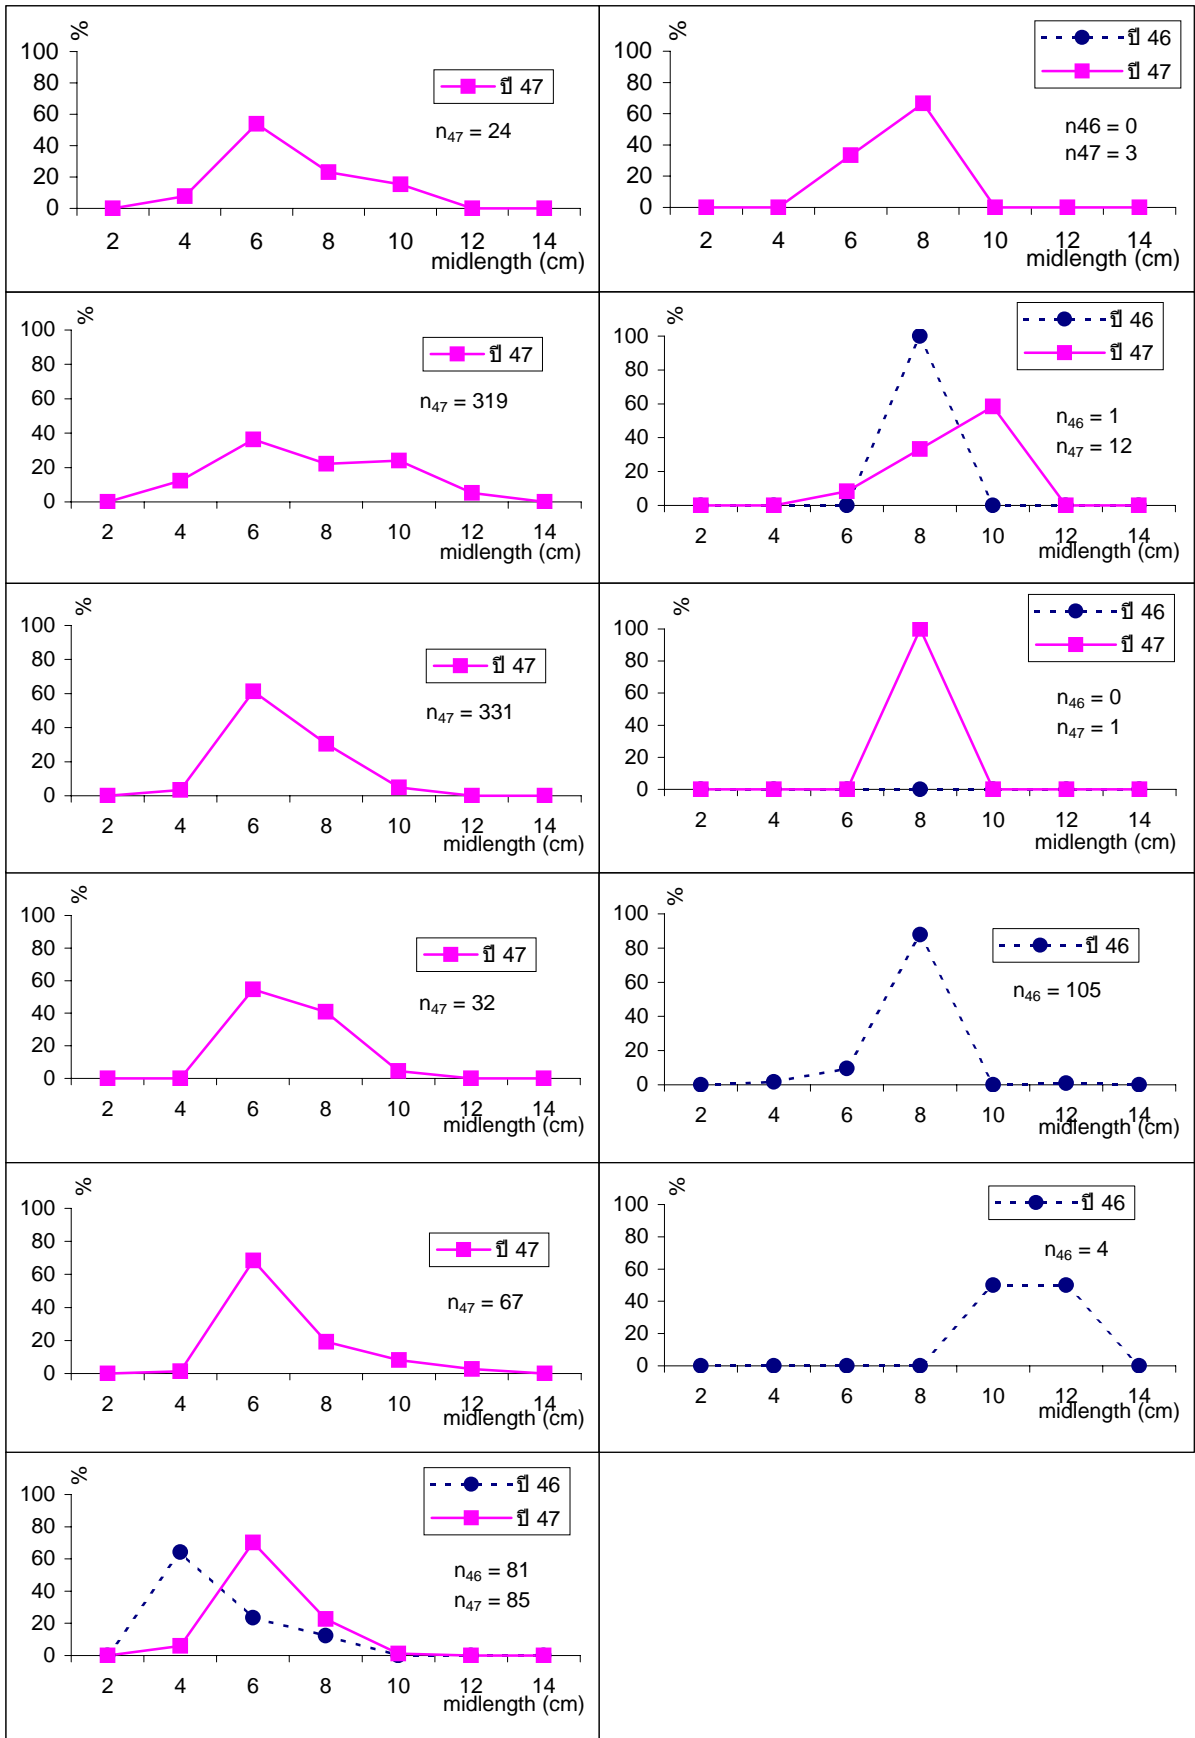 %
100
80
60
40
20
0
2 4 6 8 10 12 14
midlength (cm)
ปี 47
n47 = 24
%
100
80
60
40
20
0
2 4 6 8 10 12 14
midlength (cm)
ปี 46
ปี 47
n46 = 0
n47 = 3
%
100
80
60
40
20
0
2 4 6 8 10 12 14
midlength (cm)
ปี 47
n47 = 319
%
100
80
60
40
20
0
2 4 6 8 10 12 14
midlength (cm)
ปี 46
ปี 47
n46 = 1
n47 = 12
%
100
80
60
40
20
0
2 4 6 8 10 12 14
midlength (cm)
ปี 47
n47 = 331
%
100
80
60
40
20
0
2 4 6 8 10 12 14
midlength (cm)
ปี 46
ปี 47
n46 = 0
n47 = 1
%
100
80
60
40
20
0
2 4 6 8 10 12 14
midlength (cm)
ปี 47
n47 = 32
%
100
80
60
40
20
0
2 4 6 8 10 12 14
midlength (cm)
ปี 46
n46 = 105
%
100
80
60
40
20
0
2 4 6 8 10 12 14
midlength (cm)
ปี 47
n47 = 67
%
100
80
60
40
20
0
2 4 6 8 10 12 14
midlength (cm)
ปี 46
n46 = 4
%
100
80
60
40
20
0
2 4 6 8 10 12 14
midlength (cm)
ปี 46
ปี 47
n46 = 81
n47 = 85